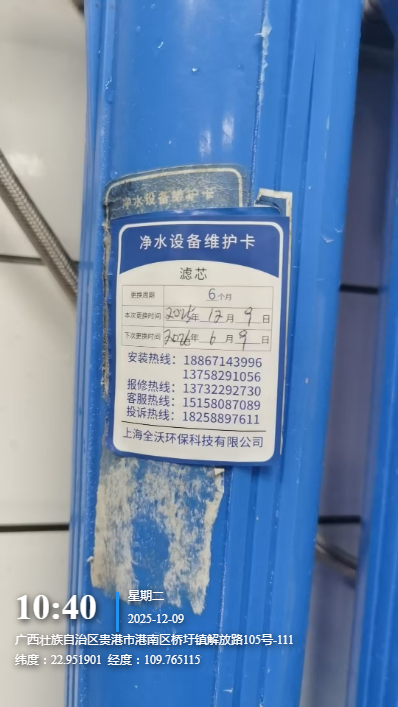 净水设备维护卡
净水设备维护卡
滤芯
更换周期 6个月
本次更换时间 2025年 12月 9日
下次更换时间 2026年 6月 9日
安装热线：18867143996
13758291056
报修热线：13732292730
客服热线：15158087089
投诉热线：18258897611
上海全沃环保科技有限公司
10:40
星期二
2025-12-09
广西壮族自治区贵港市港南区桥圩镇解放路105号-111
纬度：22.951901 经度：109.765115